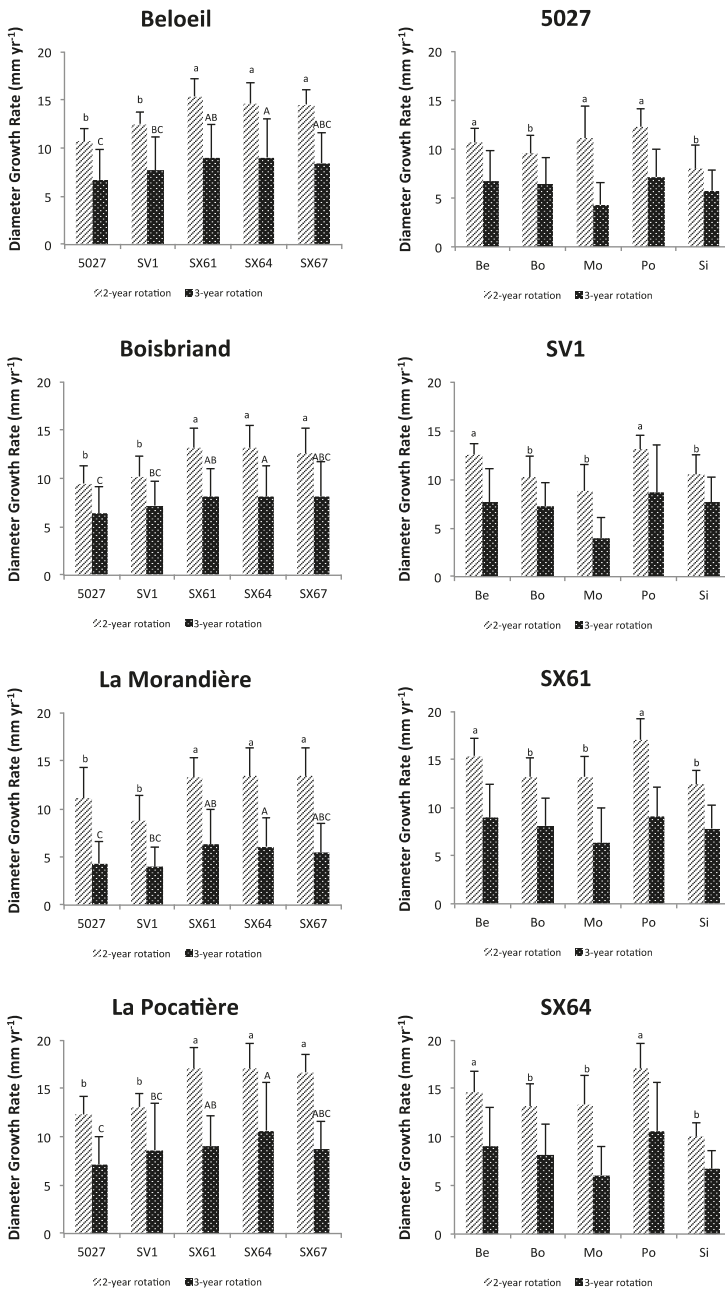 Beloeil
Diameter Growth Rate (mm yr-1)
20
15
10
5
0
b
C
b
BC
a
AB
a
A
a
ABC
5027 SV1 SX61 SX64 SX67
2-year rotation 3-year rotation
5027
Diameter Growth Rate (mm yr-1)
20
15
10
5
0
a
b
a
a
b
Be Bo Mo Po Si
2-year rotation 3-year rotation
Boisbriand
Diameter Growth Rate (mm yr-1)
20
15
10
5
0
b
C
b
BC
a
AB
a
A
a
ABC
5027 SV1 SX61 SX64 SX67
2-year rotation 3-year rotation
SV1
Diameter Growth Rate (mm yr-1)
20
15
10
5
0
a
b
b
a
b
Be Bo Mo Po Si
2-year rotation 3-year rotation
La Morandière
Diameter Growth Rate (mm yr-1)
20
15
10
5
0
b
C
b
BC
a
AB
a
A
a
ABC
5027 SV1 SX61 SX64 SX67
2-year rotation 3-year rotation
SX61
Diameter Growth Rate (mm yr-1)
20
15
10
5
0
a
b
b
a
b
Be Bo Mo Po Si
2-year rotation 3-year rotation
La Pocatière
Diameter Growth Rate (mm yr-1)
20
15
10
5
0
b
C
b
BC
a
AB
a
A
a
ABC
5027 SV1 SX61 SX64 SX67
2-year rotation 3-year rotation
SX64
Diameter Growth Rate (mm yr-1)
20
15
10
5
0
a
b
b
a
b
Be Bo Mo Po Si
2-year rotation 3-year rotation